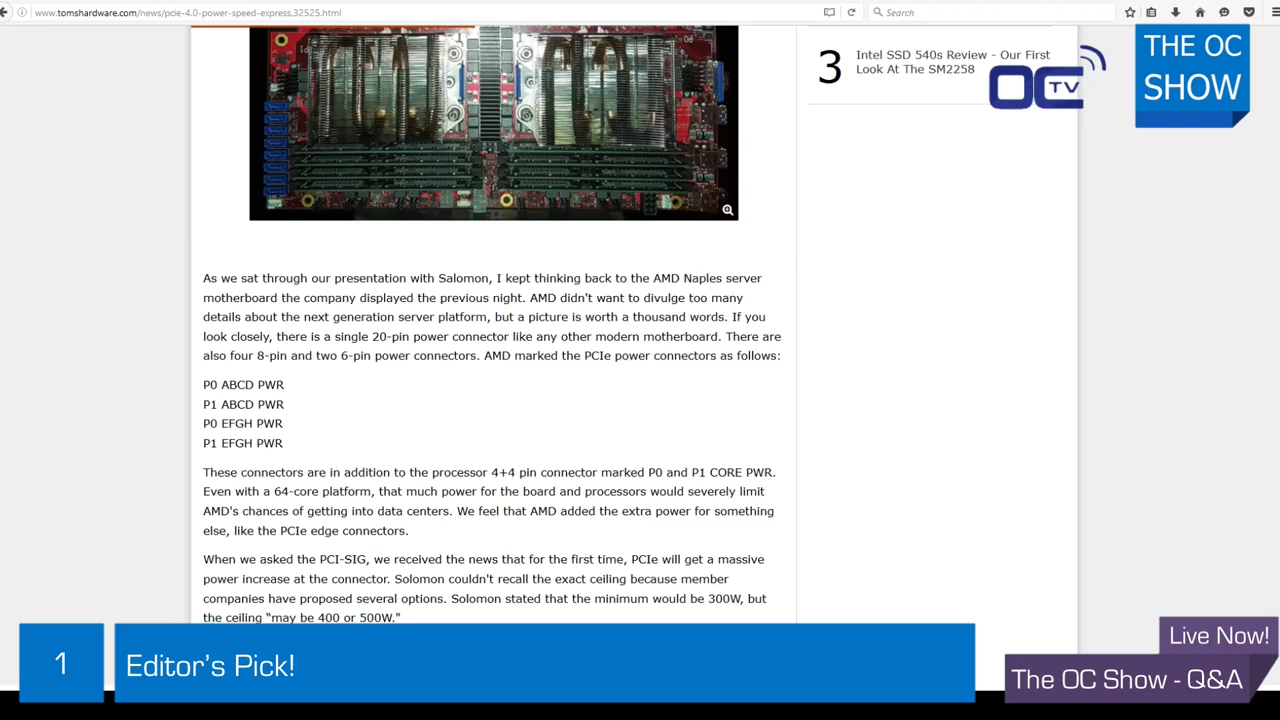 www.tomshardware.com/news/pcie-4.0-power-speed-express,32525.html
Search
3
Intel SSD 540s Review - Our First
Look At The SM2258
OC TV
THE OC
SHOW
As we sat through our presentation with Salomon, I kept thinking back to the AMD Naples server
motherboard the company displayed the previous night. AMD didn't want to divulge too many
details about the next generation server platform, but a picture is worth a thousand words. If you
look closely, there is a single 20-pin power connector like any other modern motherboard. There are
also four 8-pin and two 6-pin power connectors. AMD marked the PCIe power connectors as follows:
P0 ABCD PWR
P1 ABCD PWR
P0 EFGH PWR
P1 EFGH PWR
These connectors are in addition to the processor 4+4 pin connector marked P0 and P1 CORE PWR.
Even with a 64-core platform, that much power for the board and processors would severely limit
AMD's chances of getting into data centers. We feel that AMD added the extra power for something
else, like the PCIe edge connectors.
When we asked the PCI-SIG, we received the news that for the first time, PCIe will get a massive
power increase at the connector. Solomon couldn't recall the exact ceiling because member
companies have proposed several options. Solomon stated that the minimum would be 300W, but
the ceiling “may be 400 or 500W."
1
Editor's Pick!
Live Now!
The OC Show - Q&A